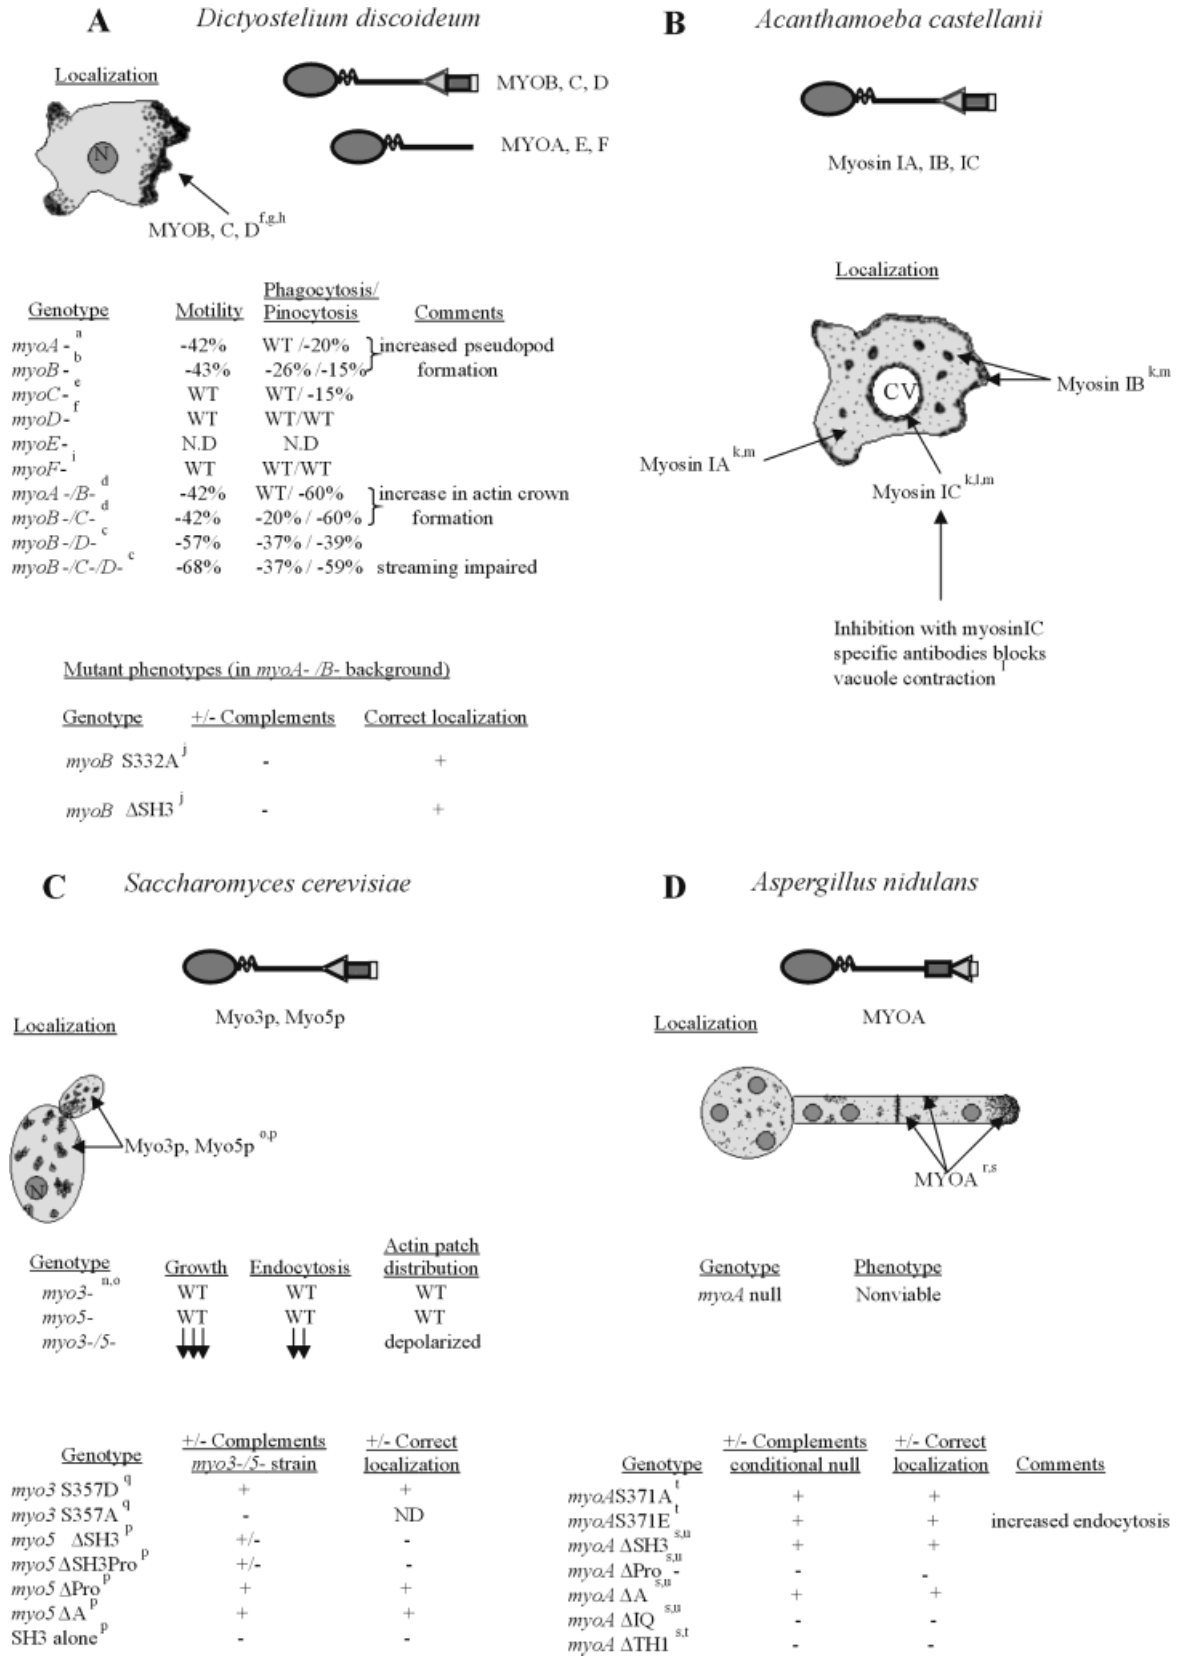 A
Dictyostelium discoideum
Localization
MYOB, C, D
MYOA, E, F
N
MYOB, C, D f,g,h
Genotype Motility Phagocytosis/ Pinocytosis Comments
myoA - a -42% WT /-20% increased pseudopod
myoB - b -43% -26% /-15% formation
myoC - e WT WT/ -15%
myoD - f WT WT/WT
myoE - N.D N.D
myoF - i WT WT/WT
myoA -/B- d -42% WT/ -60% increase in actin crown
myoB -/C- d -42% -20% / -60% formation
myoB -/D- c -57% -37% / -39%
myoB -/C-/D- c -68% -37% / -59% streaming impaired
Mutant phenotypes (in myoA- /B- background)
Genotype +/- Complements Correct localization
myoB S332A j - +
myoB ΔSH3 j - +
B
Acanthamoeba castellanii
Myosin IA, IB, IC
Localization
CV
Myosin IB k,m
Myosin IA k,m
Myosin IC k,l,m
Inhibition with myosinIC
specific antibodies blocks
vacuole contraction l
C
Saccharomyces cerevisiae
Myo3p, Myo5p
Localization
Myo3p, Myo5p o,p
N
Genotype Growth Endocytosis Actin patch distribution
myo3- n,o WT WT WT
myo5- WT WT WT
myo3-/5- depolarized
Genotype +/- Complements myo3-/5- strain +/- Correct localization
myo3 S357D q + +
myo3 S357A q - ND
myo5 ΔSH3 p +/- -
myo5 ΔSH3Pro p +/- -
myo5 ΔPro p + +
myo5 ΔA p + +
SH3 alone p - -
D
Aspergillus nidulans
MYOA
Localization
MYOA r,s
Genotype Phenotype
myoA null Nonviable
Genotype +/- Complements conditional null +/- Correct localization Comments
myoA S371A t + +
myoA S371E t + + increased endocytosis
myoA ΔSH3 s,u + +
myoA ΔPro s,u - - -
myoA ΔA s,u + +
myoA ΔIQ s,u - -
myoA ΔTH1 s,t - -